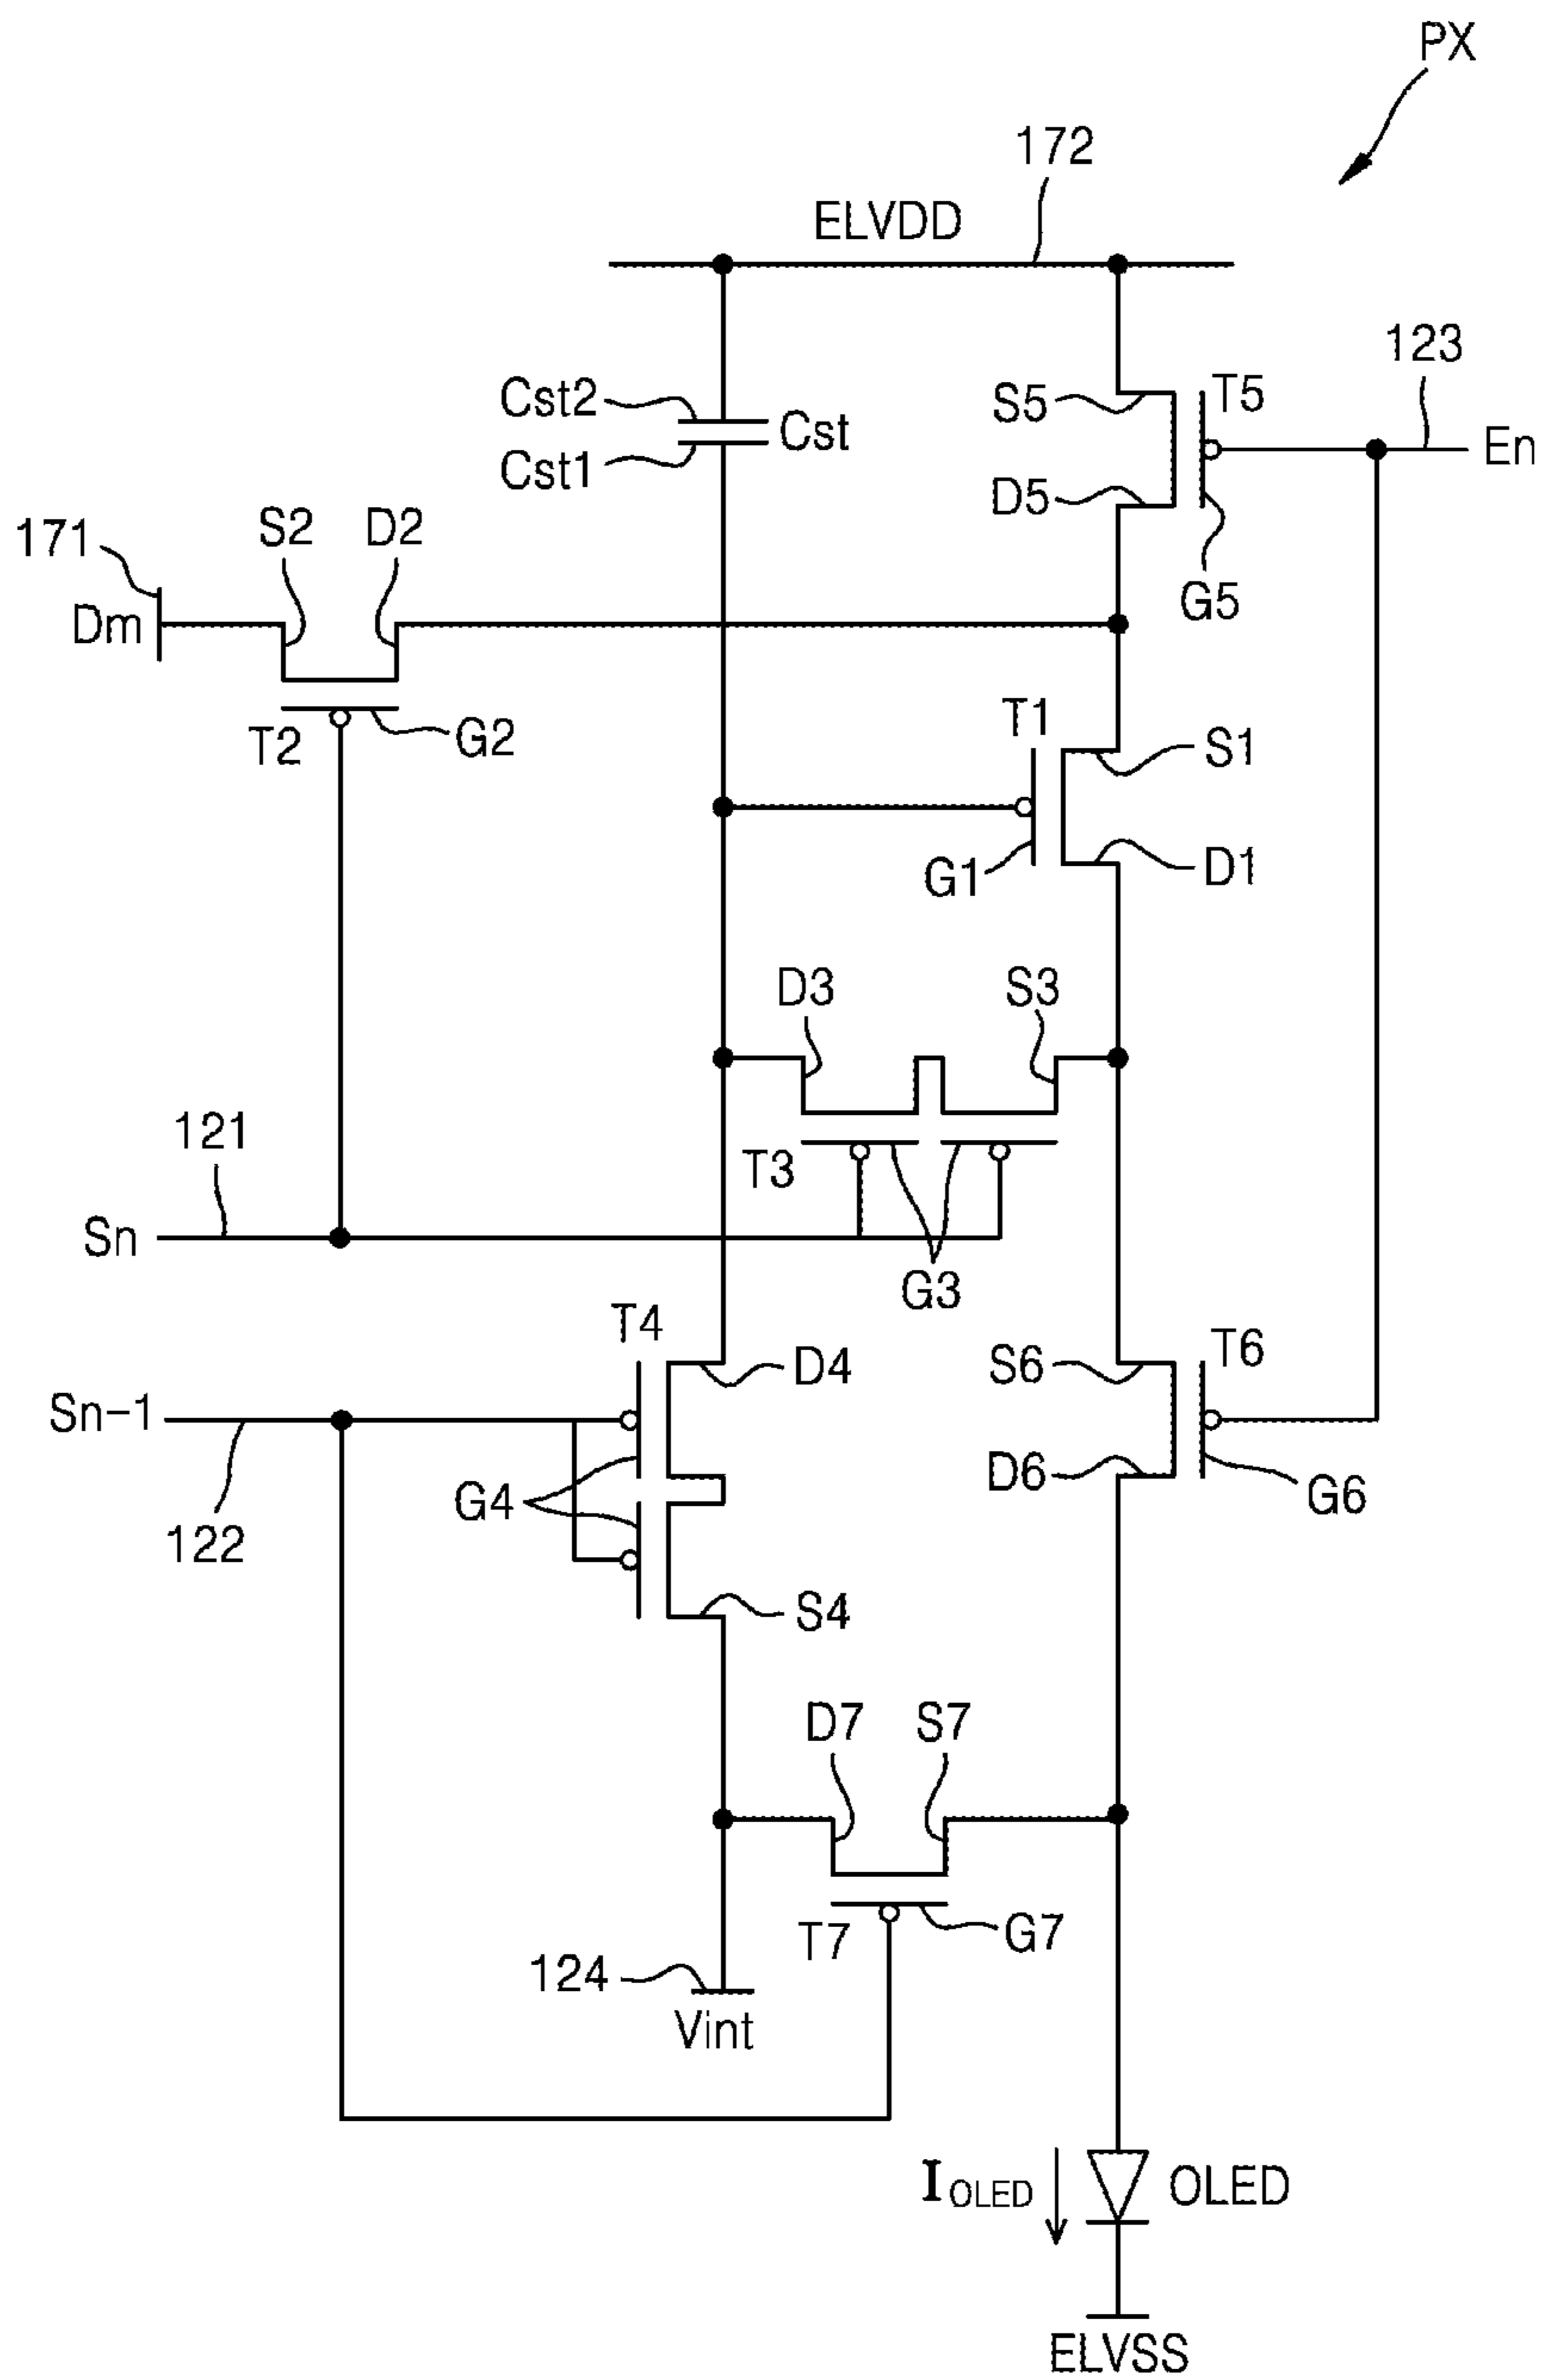 PX
172
ELVDD
123
Cst2
Cst
S5
T5
En
Cst1
D5
171
S2
D2
G5
Dm
T2
G2
T1
S1
G1
D1
D3
S3
121
T3
Sn
G3
T4
D4
S6
T6
Sn-1
G4
D6
G6
122
S4
D7
S7
T7
G7
124
Vint
IOLED
OLED
ELVSS